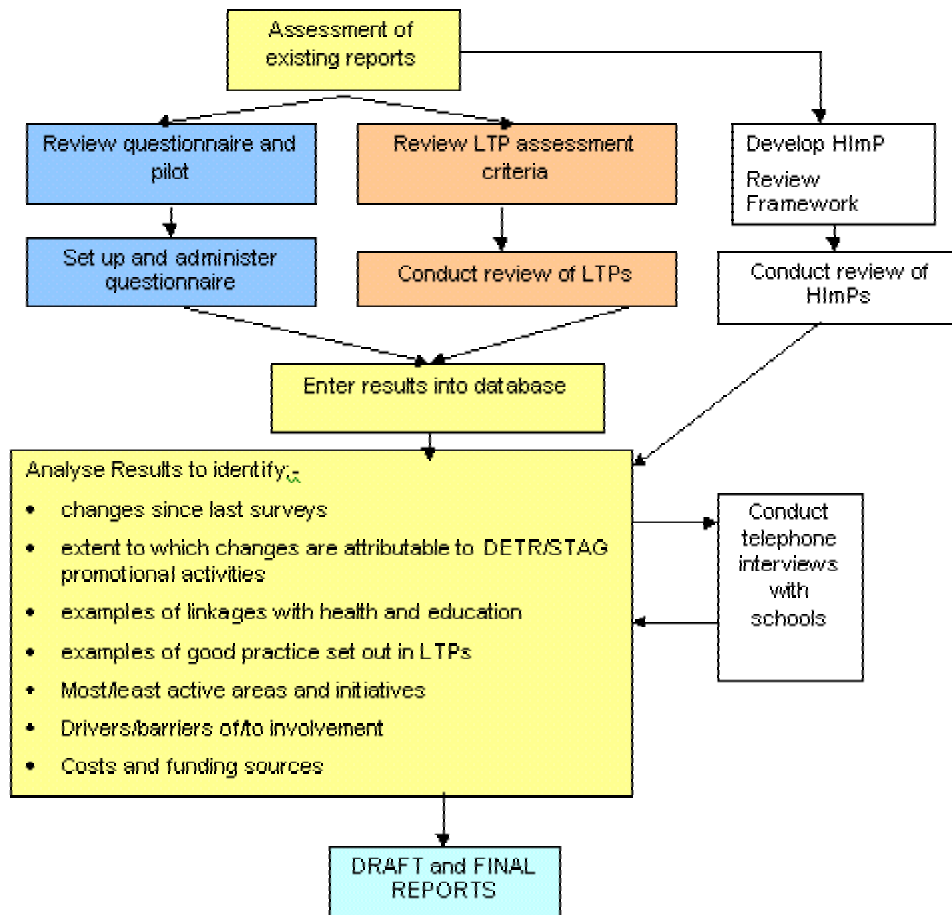 Assessment of
existing reports
Review questionnaire and
pilot
Review LTP assessment
criteria
Develop HImP
Review
Framework
Set up and administer
questionnaire
Conduct review of LTPs
Conduct review of
HImPs
Enter results into database
Analyse Results to identify;-
• changes since last surveys
• extent to which changes are attributable to DETR/STAG
promotional activities
• examples of linkages with health and education
• examples of good practice set out in LTPs
• Most/least active areas and initiatives
• Drivers/barriers of/to involvement
• Costs and funding sources
Conduct
telephone
interviews
with
schools
DRAFT and FINAL
REPORTS